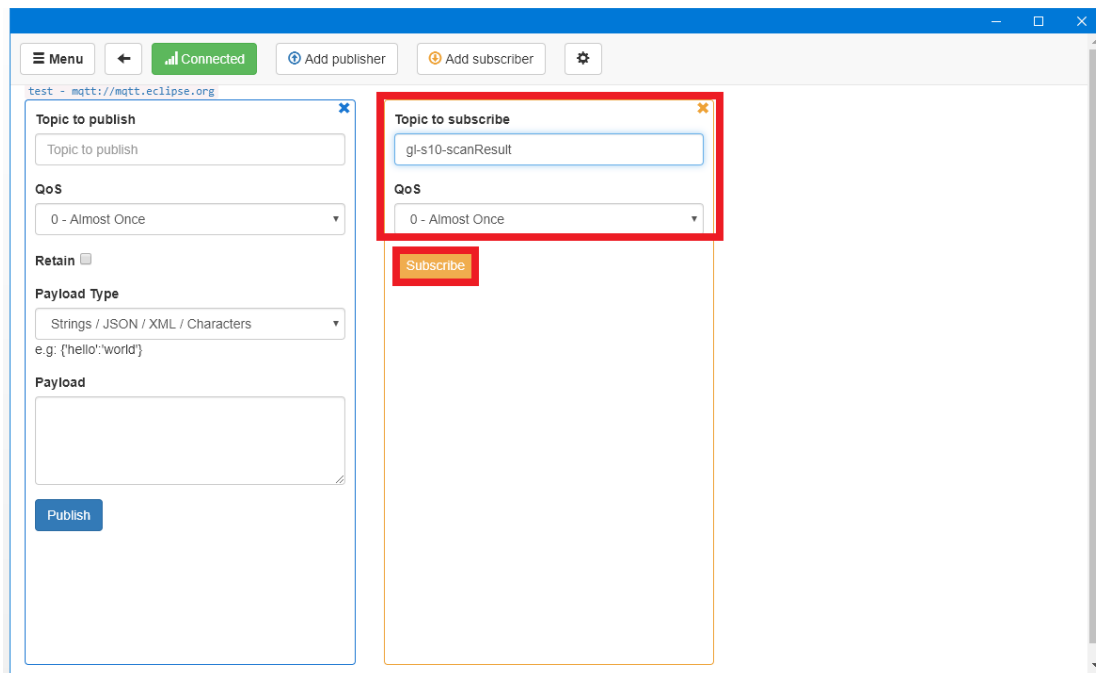 Menu
Connected
Add publisher
Add subscriber
test - mqtt://mqtt.eclipse.org
Topic to publish
Topic to publish
QoS
0 - Almost Once
Retain
Payload Type
Strings / JSON / XML / Characters
e.g: {'hello':'world'}
Payload
Publish
Topic to subscribe
gl-s10-scanResult
QoS
0 - Almost Once
Subscribe